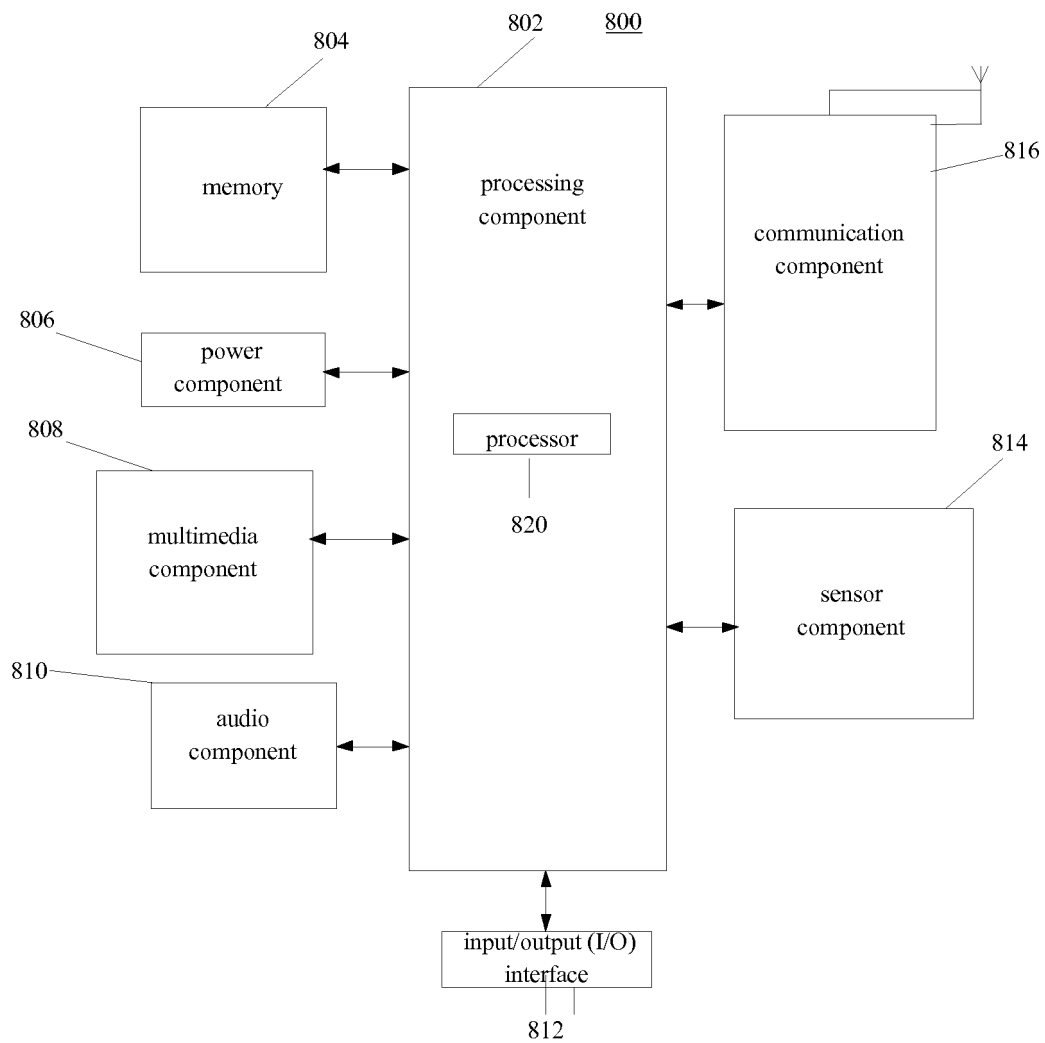 802
800
804
816
memory
processing
component
communication
component
806
power
component
808
processor
820
814
multimedia
component
sensor
component
810
audio
component
input/output (I/O)
interface
812